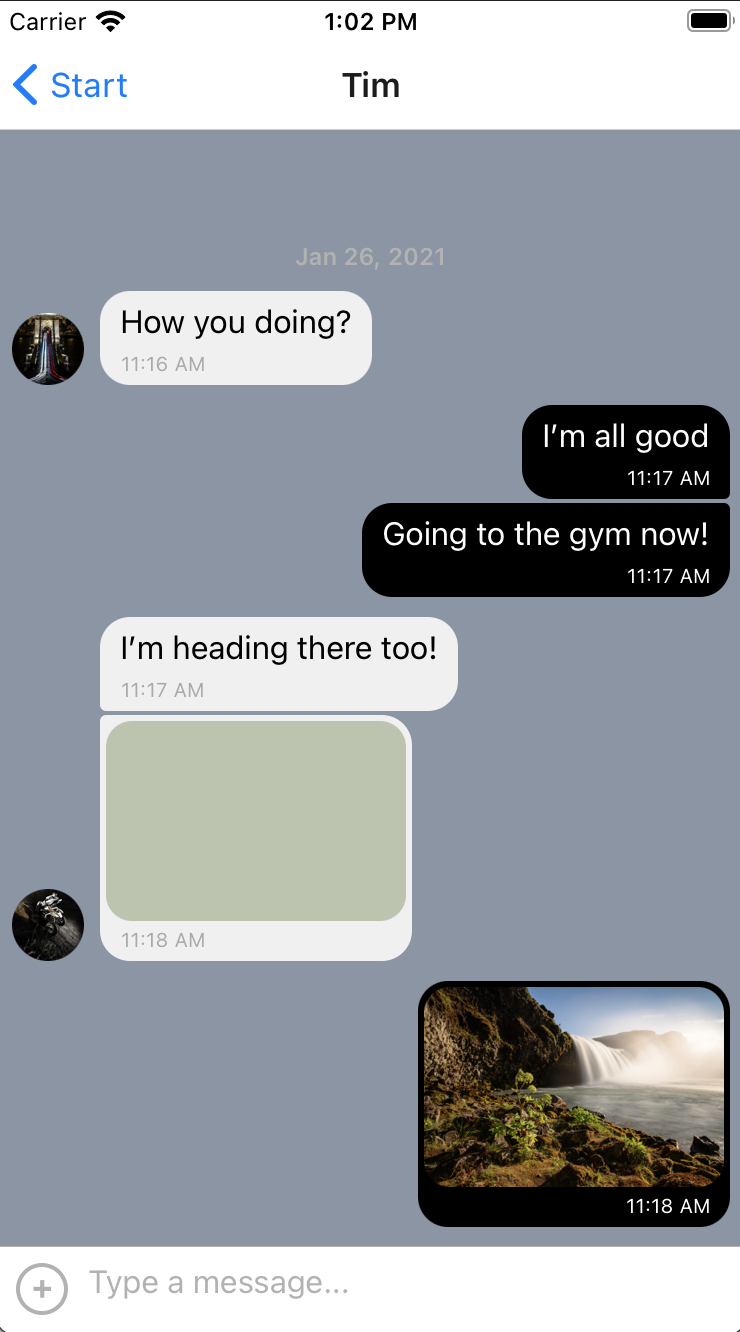 Carrier 1:02 PM
Start Tim
Jan 26, 2021
How you doing?
11:16 AM
I’m all good
11:17 AM
Going to the gym now!
11:17 AM
I’m heading there too!
11:17 AM
11:18 AM
11:18 AM
Type a message...